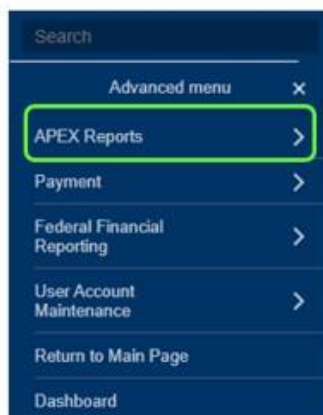 Search
Advanced menu ×
APEX Reports
Payment
Federal Financial
Reporting
User Account
Maintenance
Return to Main Page
Dashboard